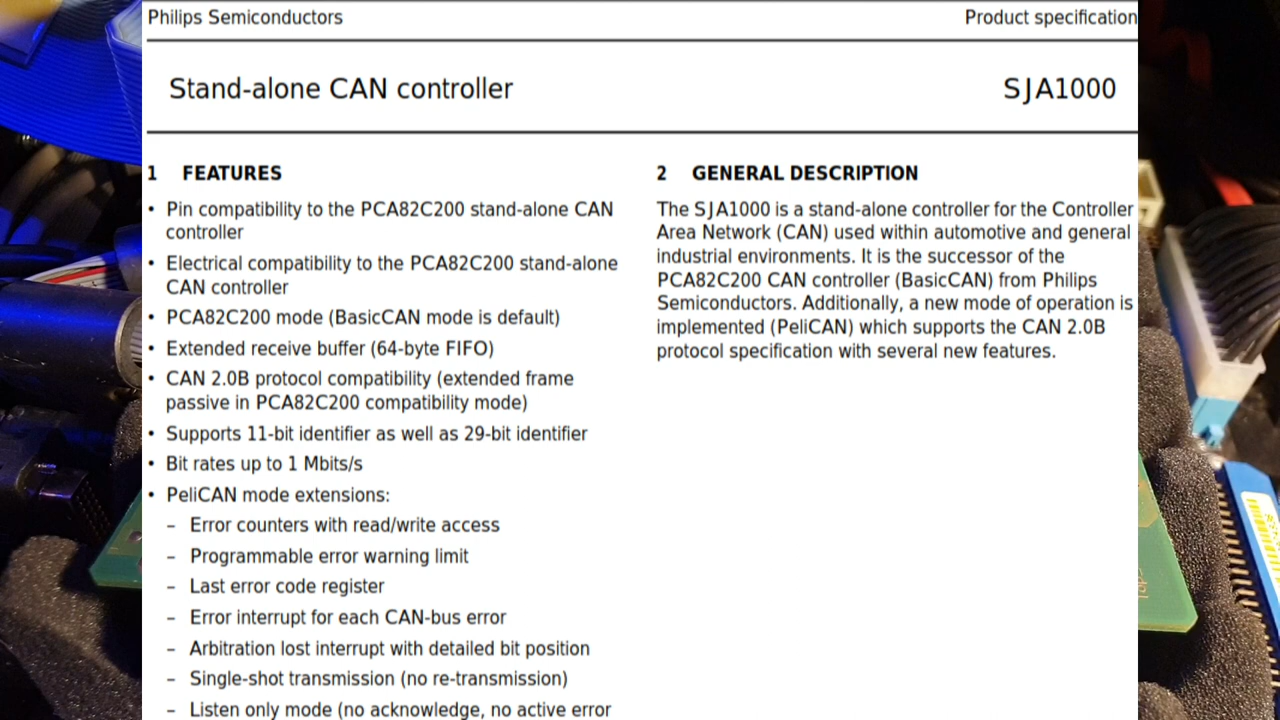 Philips Semiconductors
Product specification
Stand-alone CAN controller
SJA1000
1 FEATURES
• Pin compatibility to the PCA82C200 stand-alone CAN
controller
• Electrical compatibility to the PCA82C200 stand-alone
CAN controller
• PCA82C200 mode (BasicCAN mode is default)
• Extended receive buffer (64-byte FIFO)
• CAN 2.0B protocol compatibility (extended frame
passive in PCA82C200 compatibility mode)
• Supports 11-bit identifier as well as 29-bit identifier
• Bit rates up to 1 Mbits/s
• PeliCAN mode extensions:
– Error counters with read/write access
– Programmable error warning limit
– Last error code register
– Error interrupt for each CAN-bus error
– Arbitration lost interrupt with detailed bit position
– Single-shot transmission (no re-transmission)
– Listen only mode (no acknowledge, no active error
2 GENERAL DESCRIPTION
The SJA1000 is a stand-alone controller for the Controller
Area Network (CAN) used within automotive and general
industrial environments. It is the successor of the
PCA82C200 CAN controller (BasicCAN) from Philips
Semiconductors. Additionally, a new mode of operation is
implemented (PeliCAN) which supports the CAN 2.0B
protocol specification with several new features.